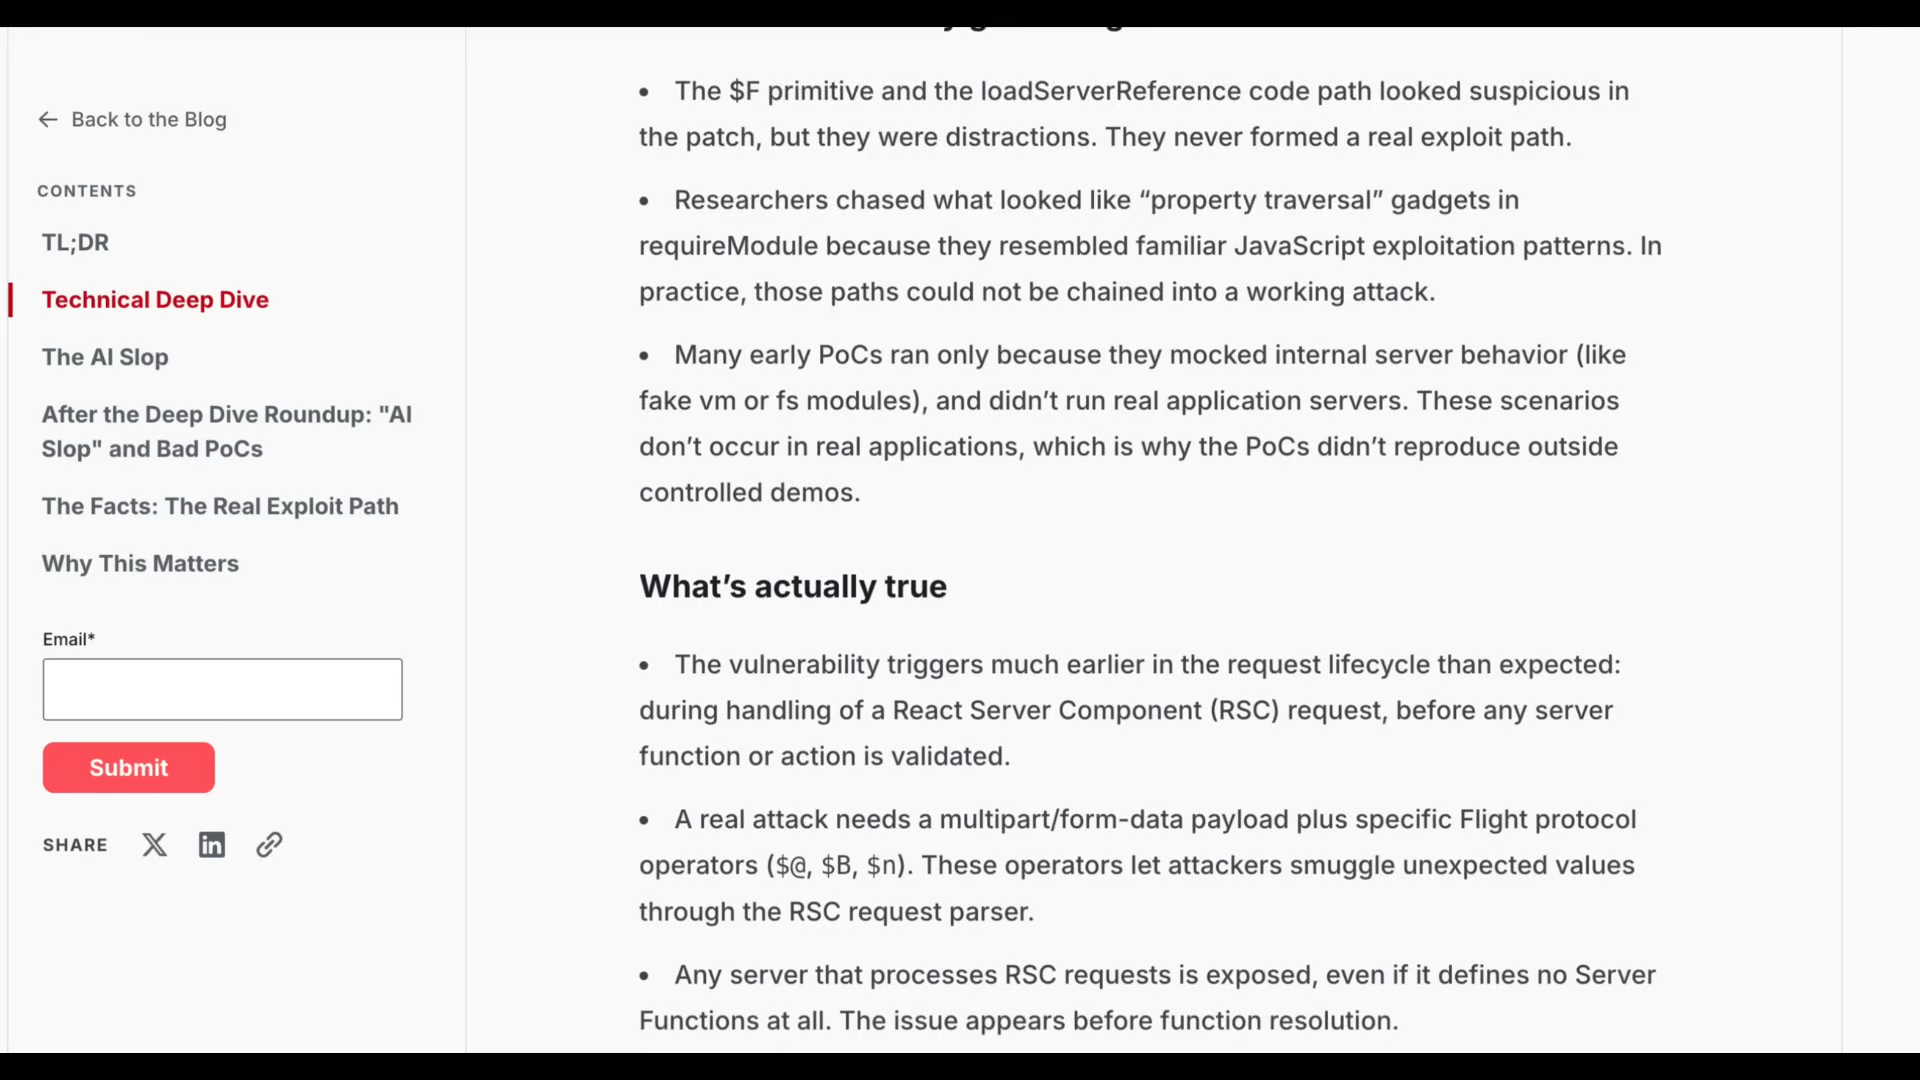 ← Back to the Blog
CONTENTS
TL;DR
Technical Deep Dive
The AI Slop
After the Deep Dive Roundup: "AI
Slop" and Bad PoCs
The Facts: The Real Exploit Path
Why This Matters
Email*
Submit
SHARE
• The $F primitive and the loadServerReference code path looked suspicious in
the patch, but they were distractions. They never formed a real exploit path.
• Researchers chased what looked like “property traversal” gadgets in
requireModule because they resembled familiar JavaScript exploitation patterns. In
practice, those paths could not be chained into a working attack.
• Many early PoCs ran only because they mocked internal server behavior (like
fake vm or fs modules), and didn’t run real application servers. These scenarios
don’t occur in real applications, which is why the PoCs didn’t reproduce outside
controlled demos.
What’s actually true
• The vulnerability triggers much earlier in the request lifecycle than expected:
during handling of a React Server Component (RSC) request, before any server
function or action is validated.
• A real attack needs a multipart/form-data payload plus specific Flight protocol
operators ($@, $B, $n). These operators let attackers smuggle unexpected values
through the RSC request parser.
• Any server that processes RSC requests is exposed, even if it defines no Server
Functions at all. The issue appears before function resolution.